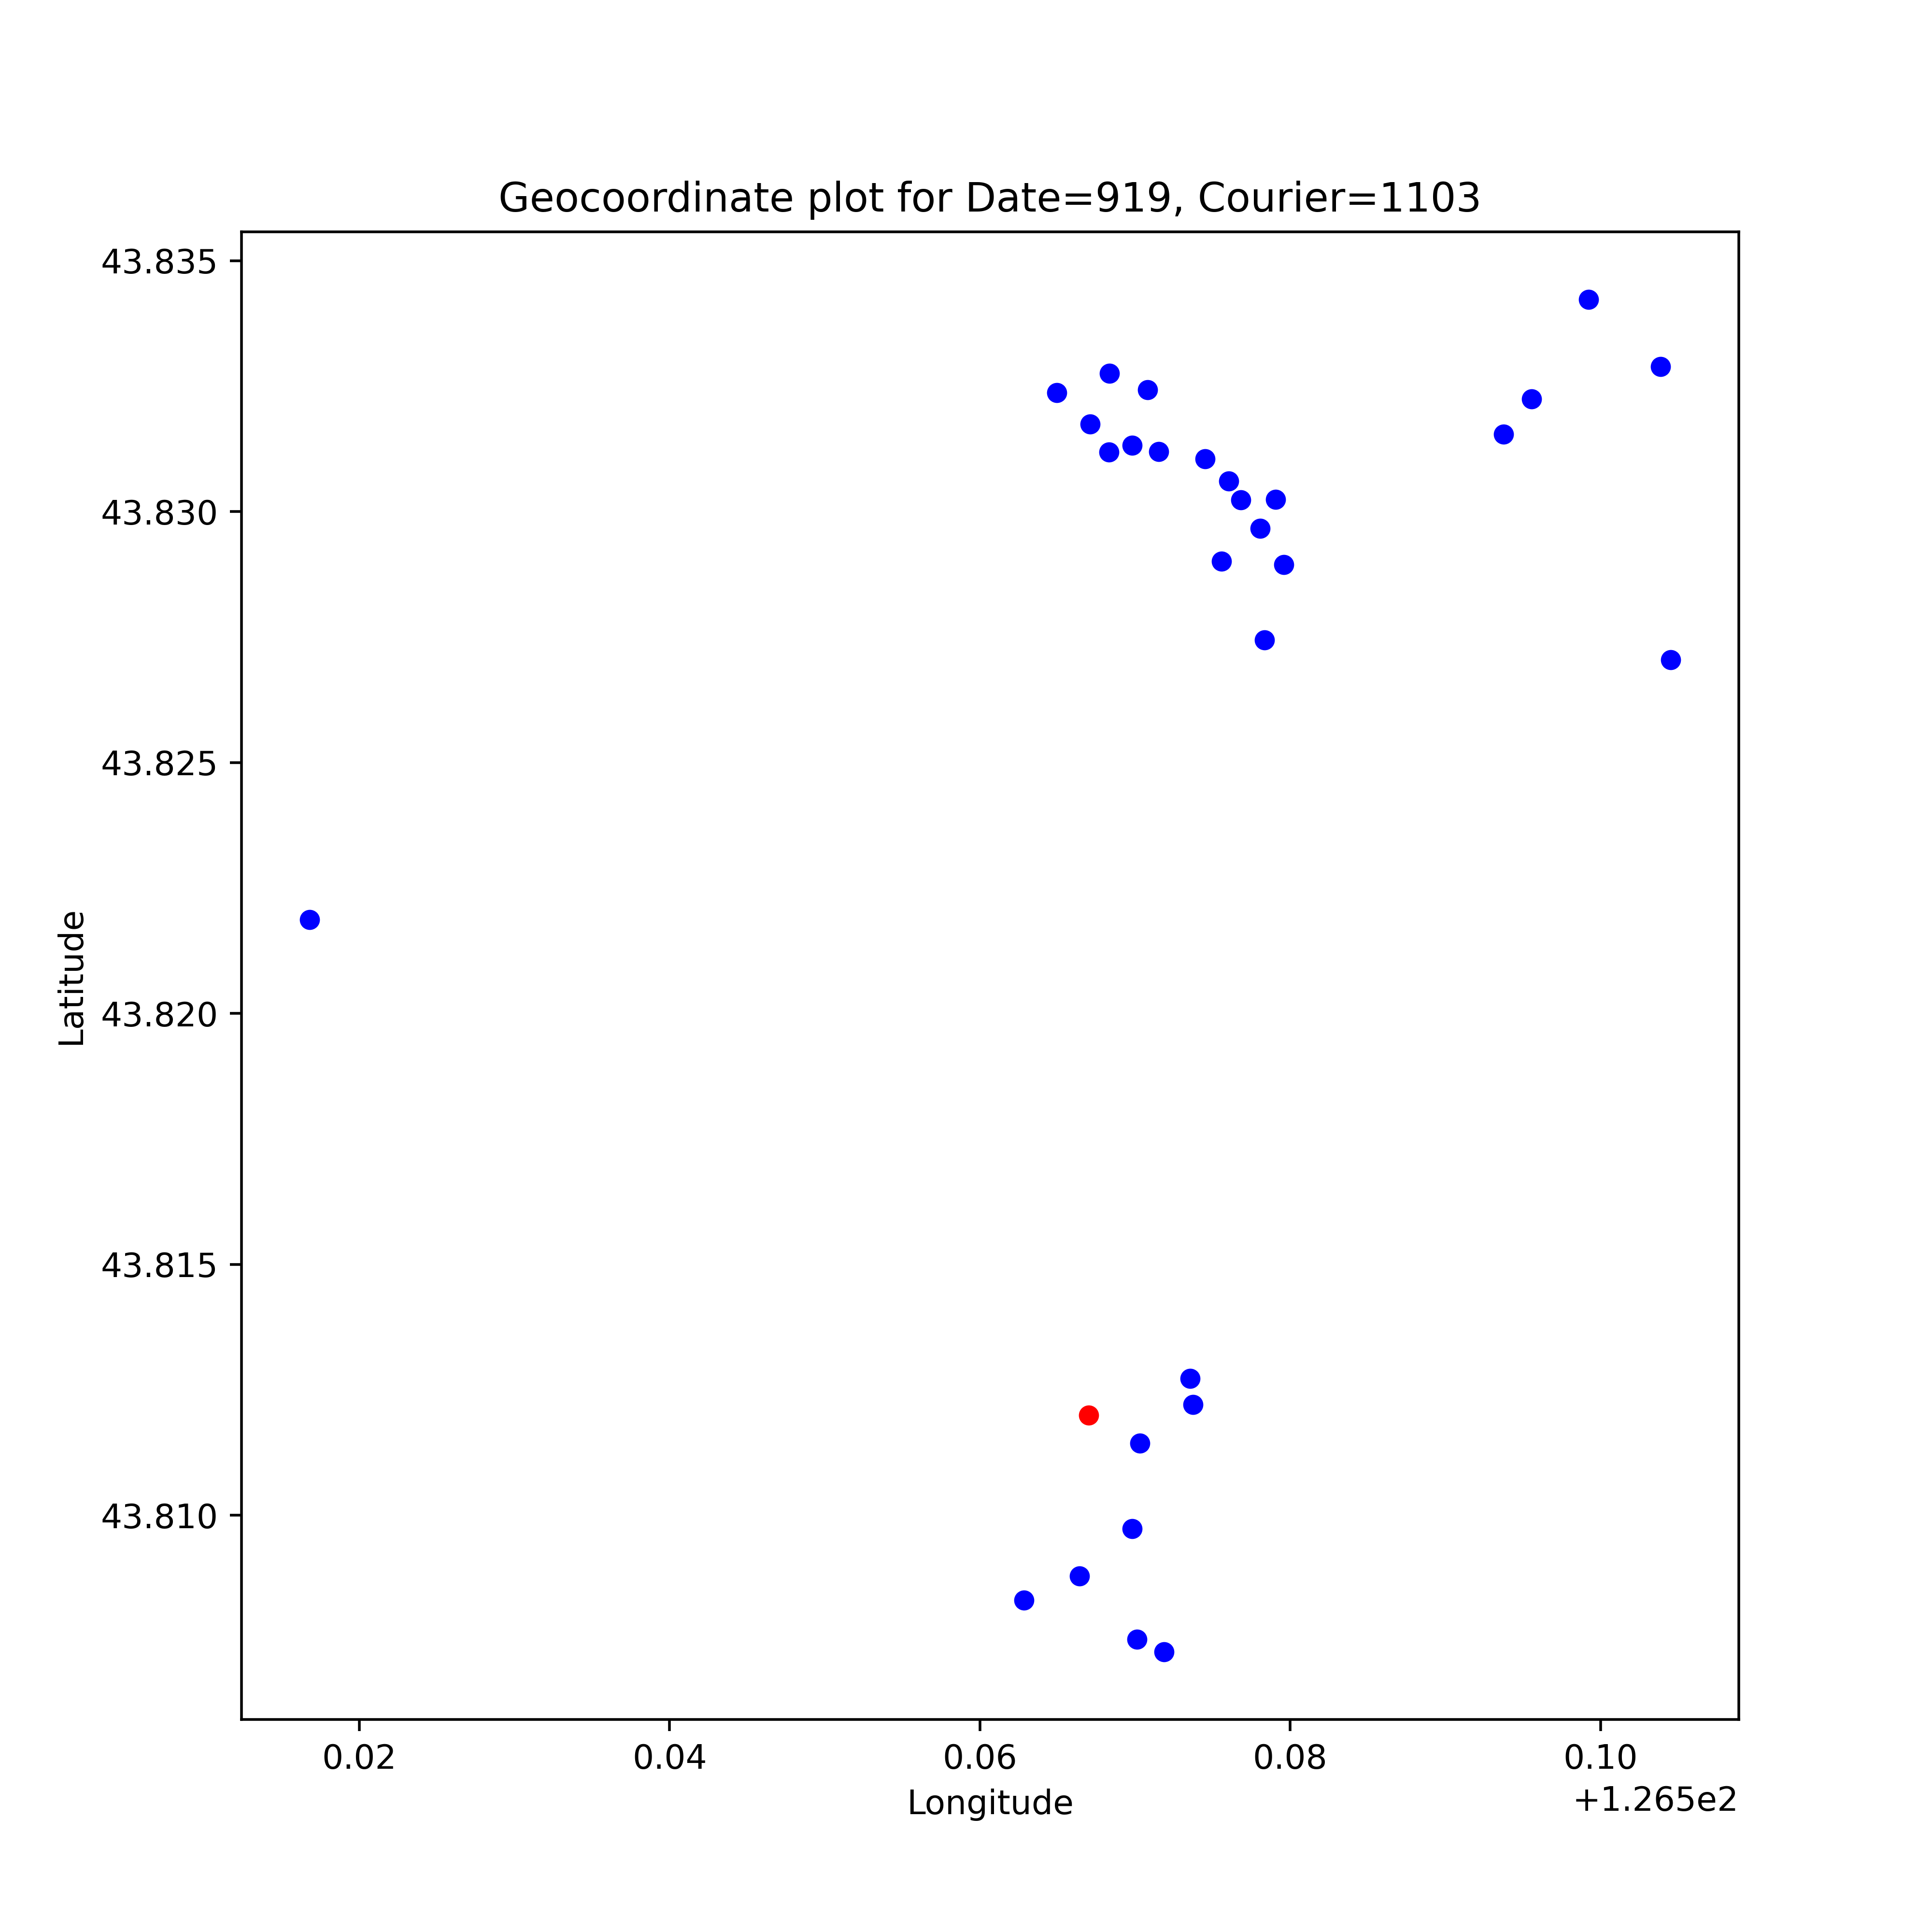 Geocoordinate plot for Date=919, Courier=1103
43.835
43.830
43.825
43.820
43.815
43.810
Latitude
0.02 0.04 0.06 0.08 0.10
+1.265e2
Longitude